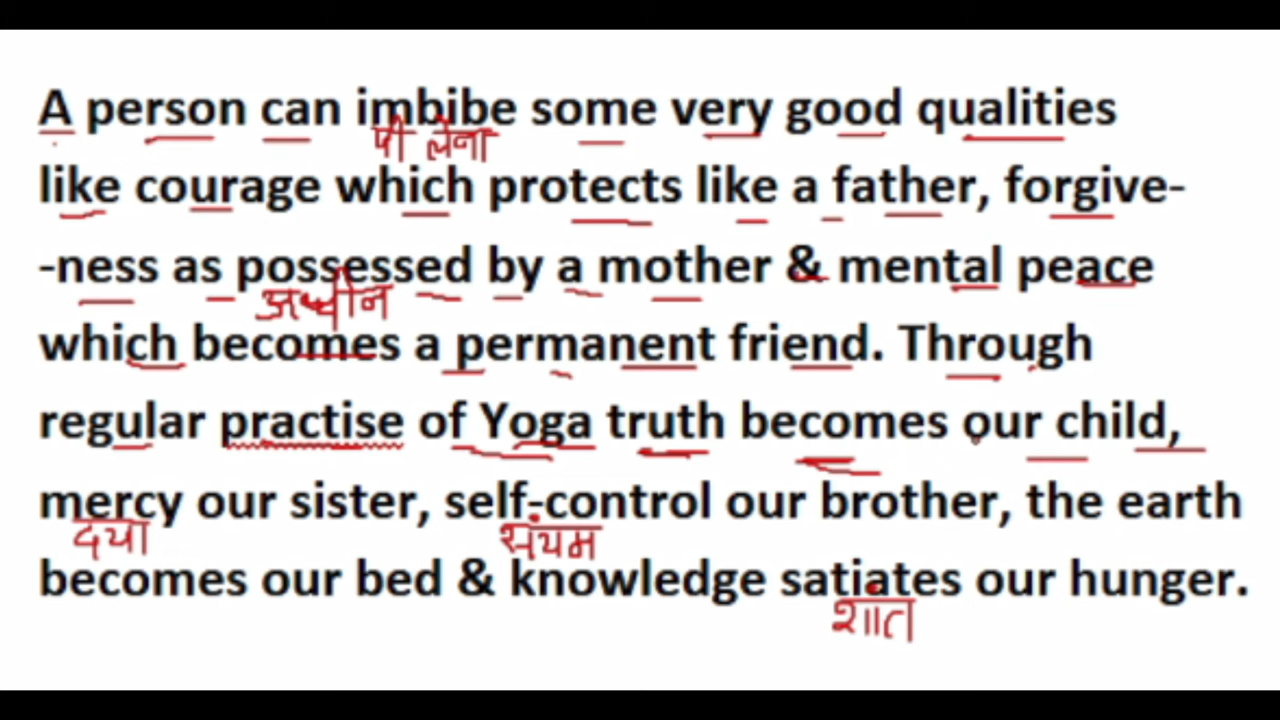 A person can imbibe some very good qualities
पी लेना
like courage which protects like a father, forgive-
-ness as possessed by a mother & mental peace
अधीन
which becomes a permanent friend. Through
regular practise of Yoga truth becomes our child,
mercy our sister, self-control our brother, the earth
दया संयम
becomes our bed & knowledge satiates our hunger.
शांत